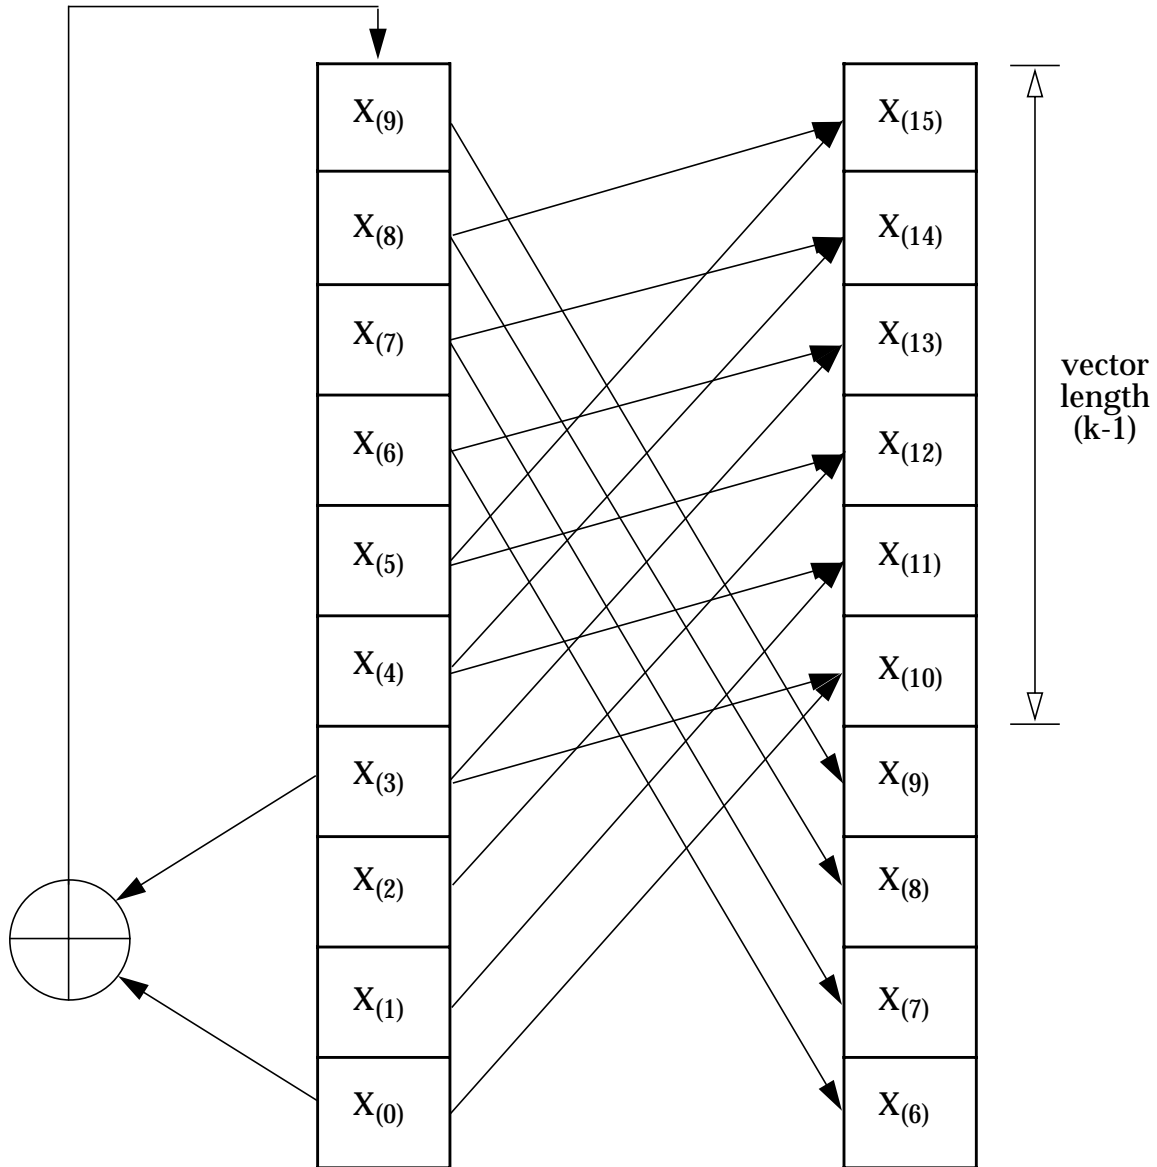 X(9)
X(8)
X(7)
X(6)
X(5)
X(4)
X(3)
X(2)
X(1)
X(0)
X(15)
X(14)
X(13)
X(12)
X(11)
X(10)
X(9)
X(8)
X(7)
X(6)
vector
length
(k-1)